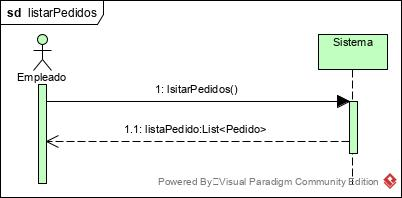 sd listarPedidos
Sistema
Empleado
1: lsitarPedidos()
1.1: listaPedido:List<Pedido>
Powered By Visual Paradigm Community Edition